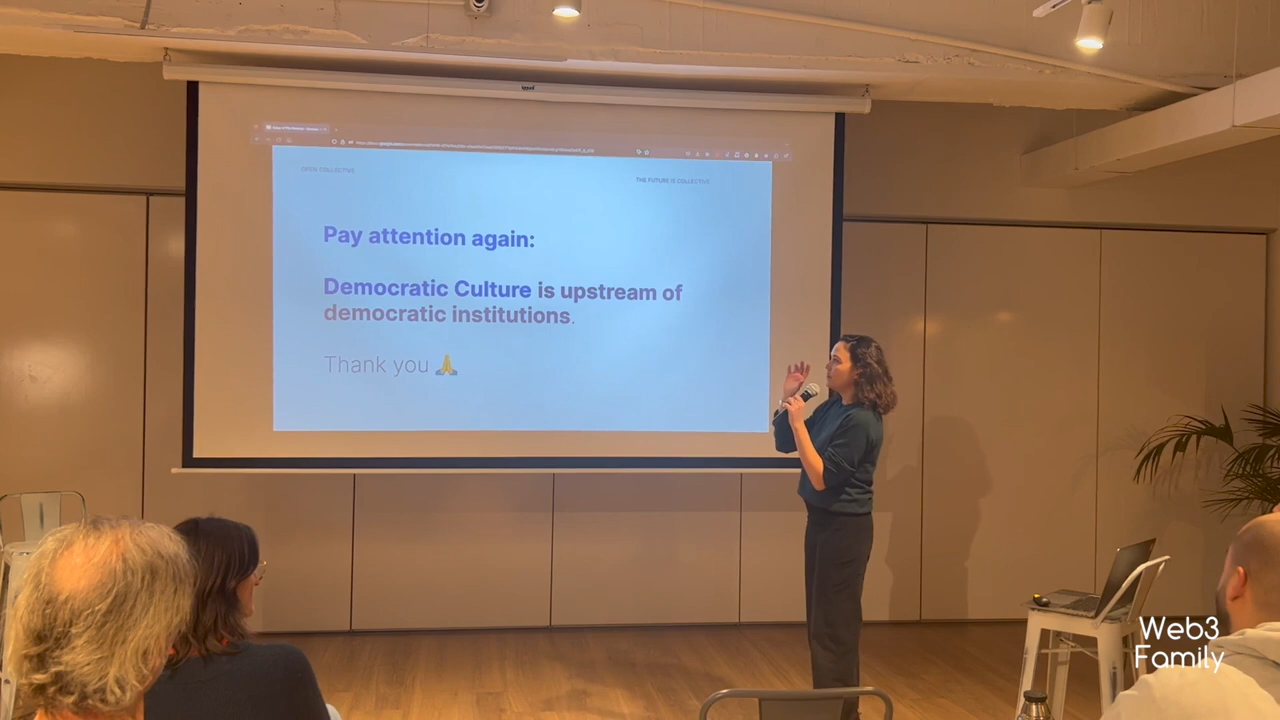 OPEN COLLECTIVE
THE FUTURE IS COLLECTIVE
Pay attention again:
Democratic Culture is upstream of
democratic institutions.
Thank you 🙏
Web3
Family